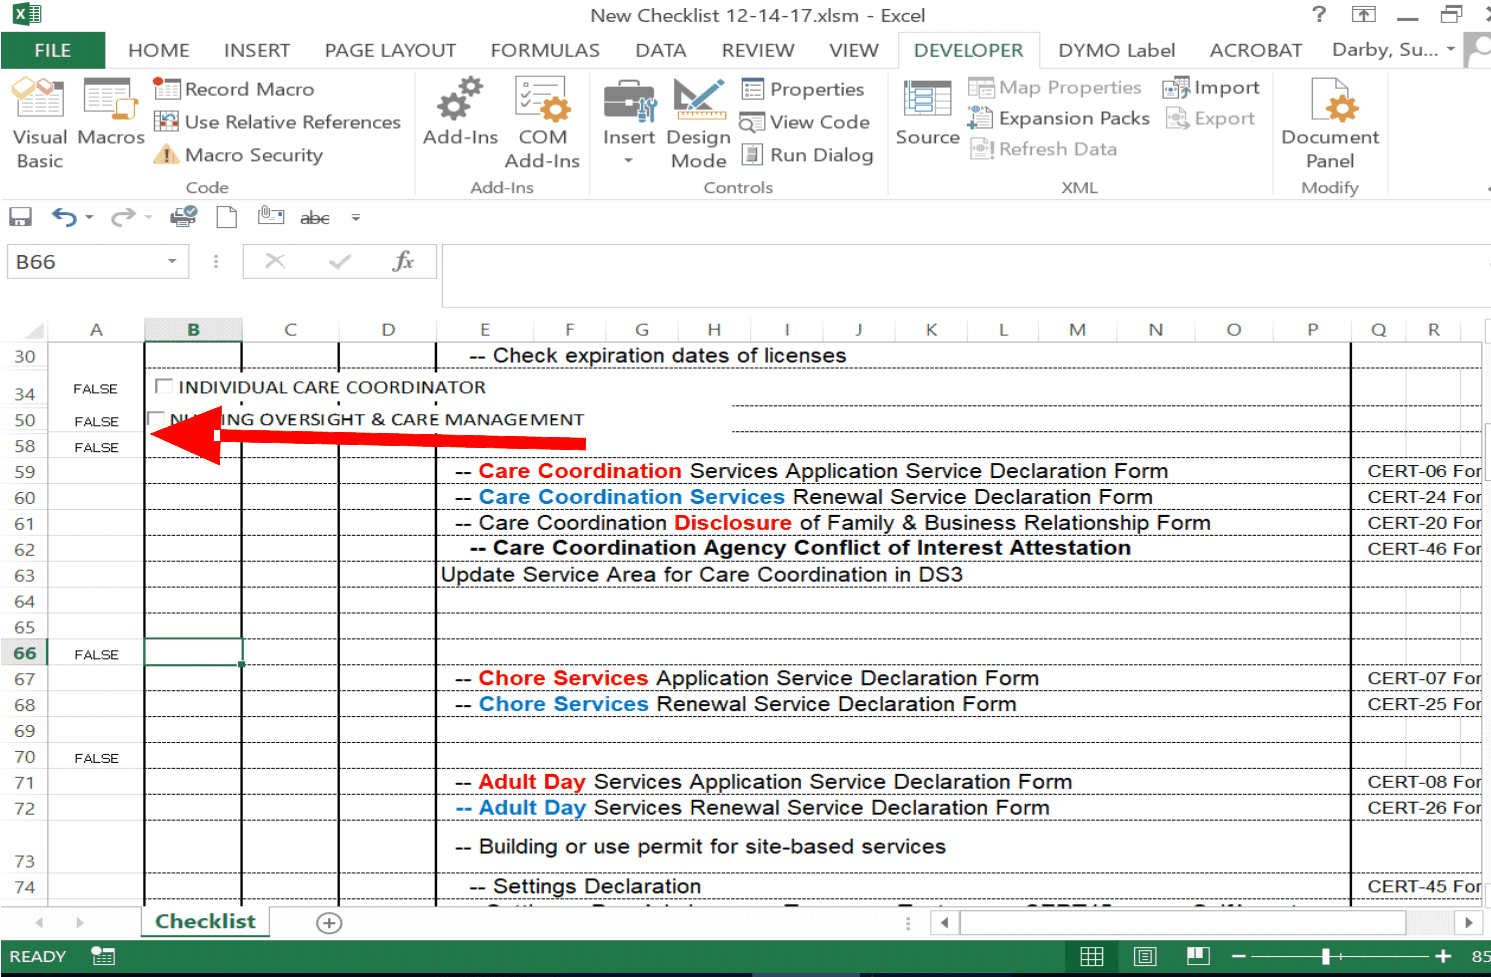 New Checklist 12-14-17.xlsm - Excel
?
FILE HOME INSERT PAGE LAYOUT FORMULAS DATA REVIEW VIEW DEVELOPER DYMO Label ACROBAT Darby, Su...
Record Macro
Use Relative References
Macro Security
Visual Basic
Macros
Code
Add-Ins
COM Add-Ins
Add-Ins
Insert
Design Mode
Properties
View Code
Run Dialog
Controls
Source
Map Properties
Expansion Packs
Refresh Data
Import
Export
XML
Document Panel
Modify
abc
B66
fx
A B C D E F G H I J K L M N O P Q R
30 -- Check expiration dates of licenses
34 FALSE INDIVIDUAL CARE COORDINATOR
50 FALSE OVERSIGHT & CARE MANAGEMENT
58 FALSE
59 -- Care Coordination Services Application Service Declaration Form CERT-06 For
60 -- Care Coordination Services Renewal Service Declaration Form CERT-24 For
61 -- Care Coordination Disclosure of Family & Business Relationship Form CERT-20 For
62 -- Care Coordination Agency Conflict of Interest Attestation CERT-46 For
63 Update Service Area for Care Coordination in DS3
64
65
66 FALSE
67 -- Chore Services Application Service Declaration Form CERT-07 For
68 -- Chore Services Renewal Service Declaration Form CERT-25 For
69
70 FALSE
71 -- Adult Day Services Application Service Declaration Form CERT-08 For
72 -- Adult Day Services Renewal Service Declaration Form CERT-26 For
73 -- Building or use permit for site-based services
74 -- Settings Declaration CERT-45 For
Checklist
READY 85